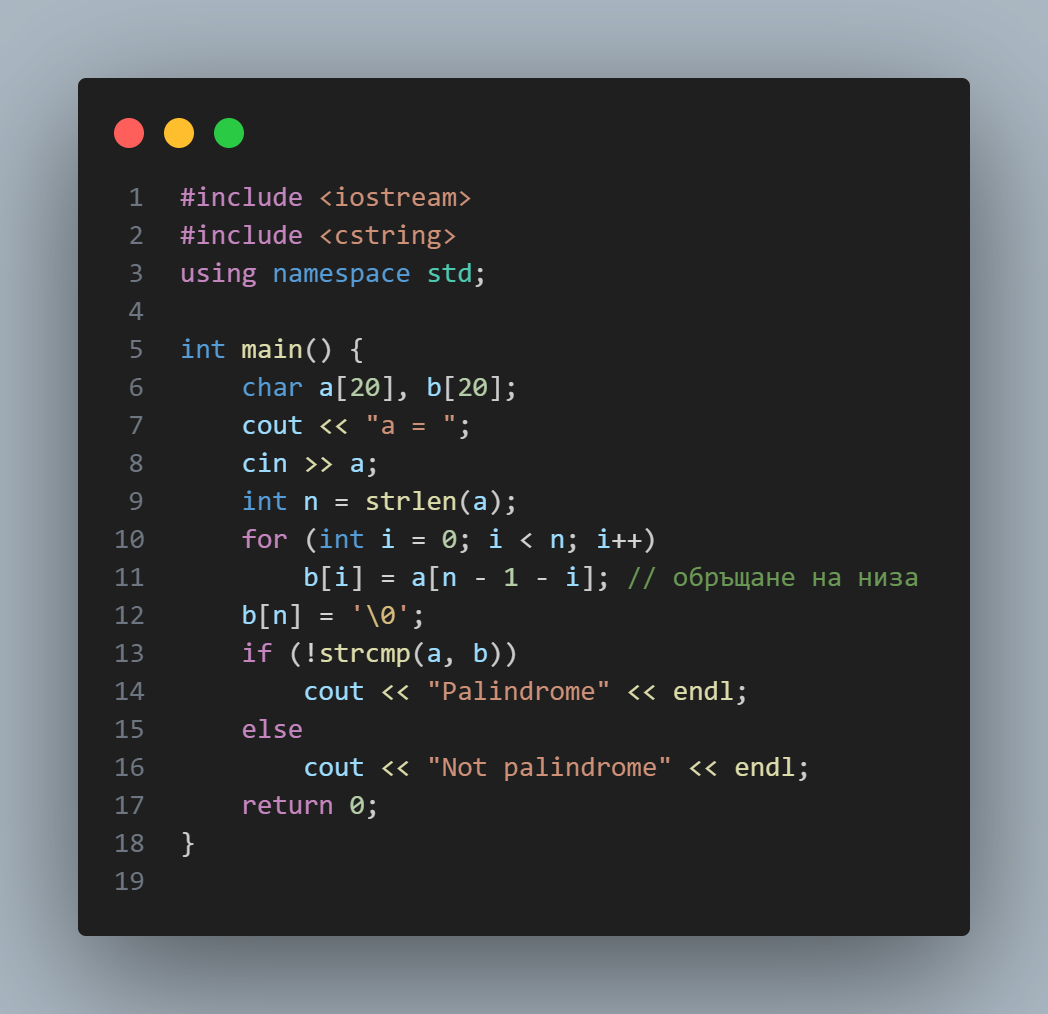 1 #include <iostream>
2 #include <cstring>
3 using namespace std;
4
5 int main() {
6     char a[20], b[20];
7     cout << "a = ";
8     cin >> a;
9     int n = strlen(a);
10     for (int i = 0; i < n; i++)
11         b[i] = a[n - 1 - i]; // обръщане на низа
12     b[n] = '\0';
13     if (!strcmp(a, b))
14         cout << "Palindrome" << endl;
15     else
16         cout << "Not palindrome" << endl;
17     return 0;
18 }
19